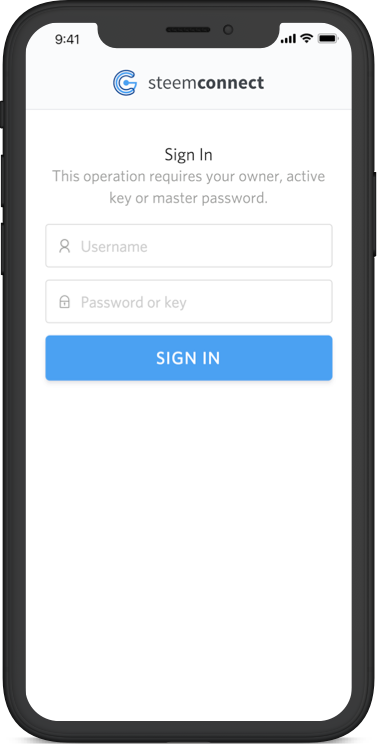 9:41
steemconnect
Sign In
This operation requires your owner, active
key or master password.
Username
Password or key
SIGN IN